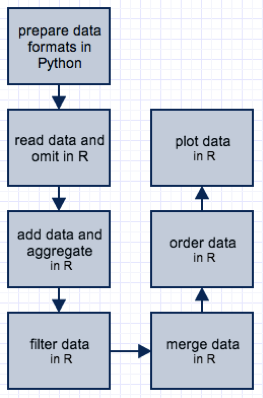 prepare data
formats in
Python
read data and
omit in R
add data and
aggregate
in R
filter data
in R
merge data
in R
order data
in R
plot data
in R